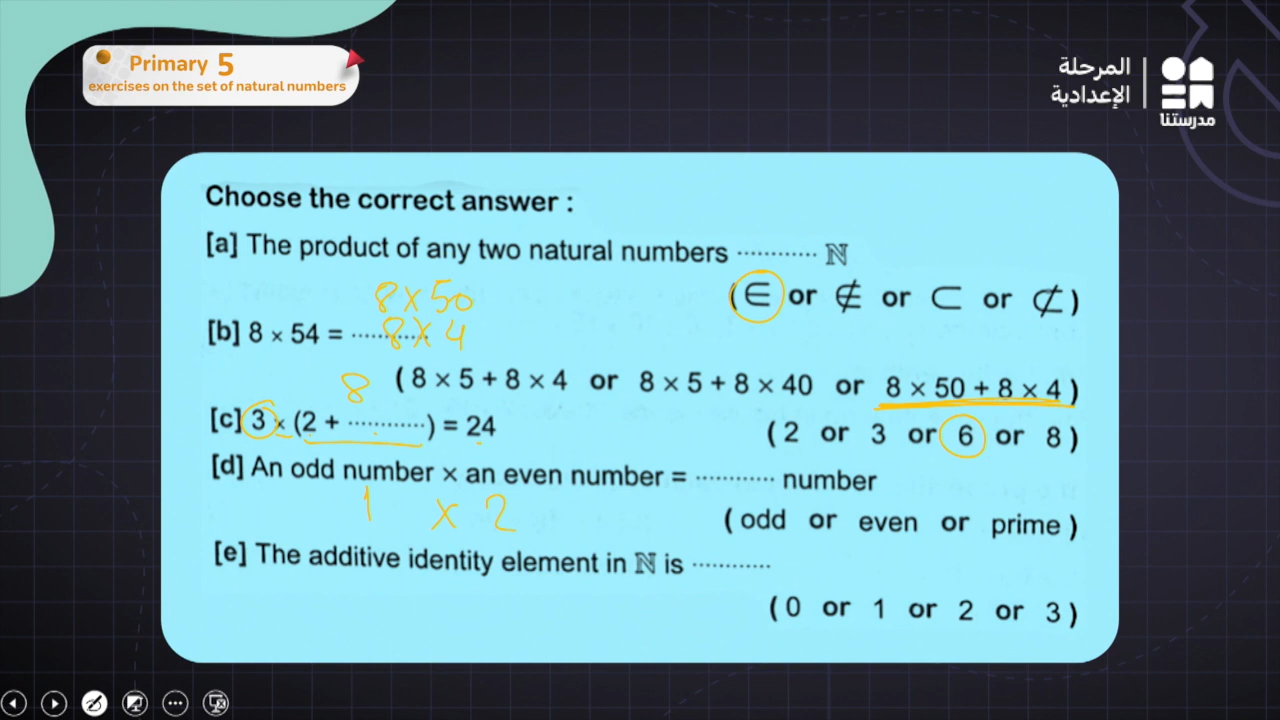 Primary 5
exercises on the set of natural numbers
المرحلة
الإعدادية
مدرستنا
Choose the correct answer :
[a] The product of any two natural numbers ............ ℕ
(∈ or ∉ or ⊂ or ⊄)
8 × 50
[b] 8 × 54 = ............
8 × 4
(8 × 5 + 8 × 4 or 8 × 5 + 8 × 40 or 8 × 50 + 8 × 4)
8
[c] 3 × (2 + ............) = 24
(2 or 3 or 6 or 8)
[d] An odd number × an even number = ............ number
1 × 2
(odd or even or prime)
[e] The additive identity element in ℕ is ............
(0 or 1 or 2 or 3)